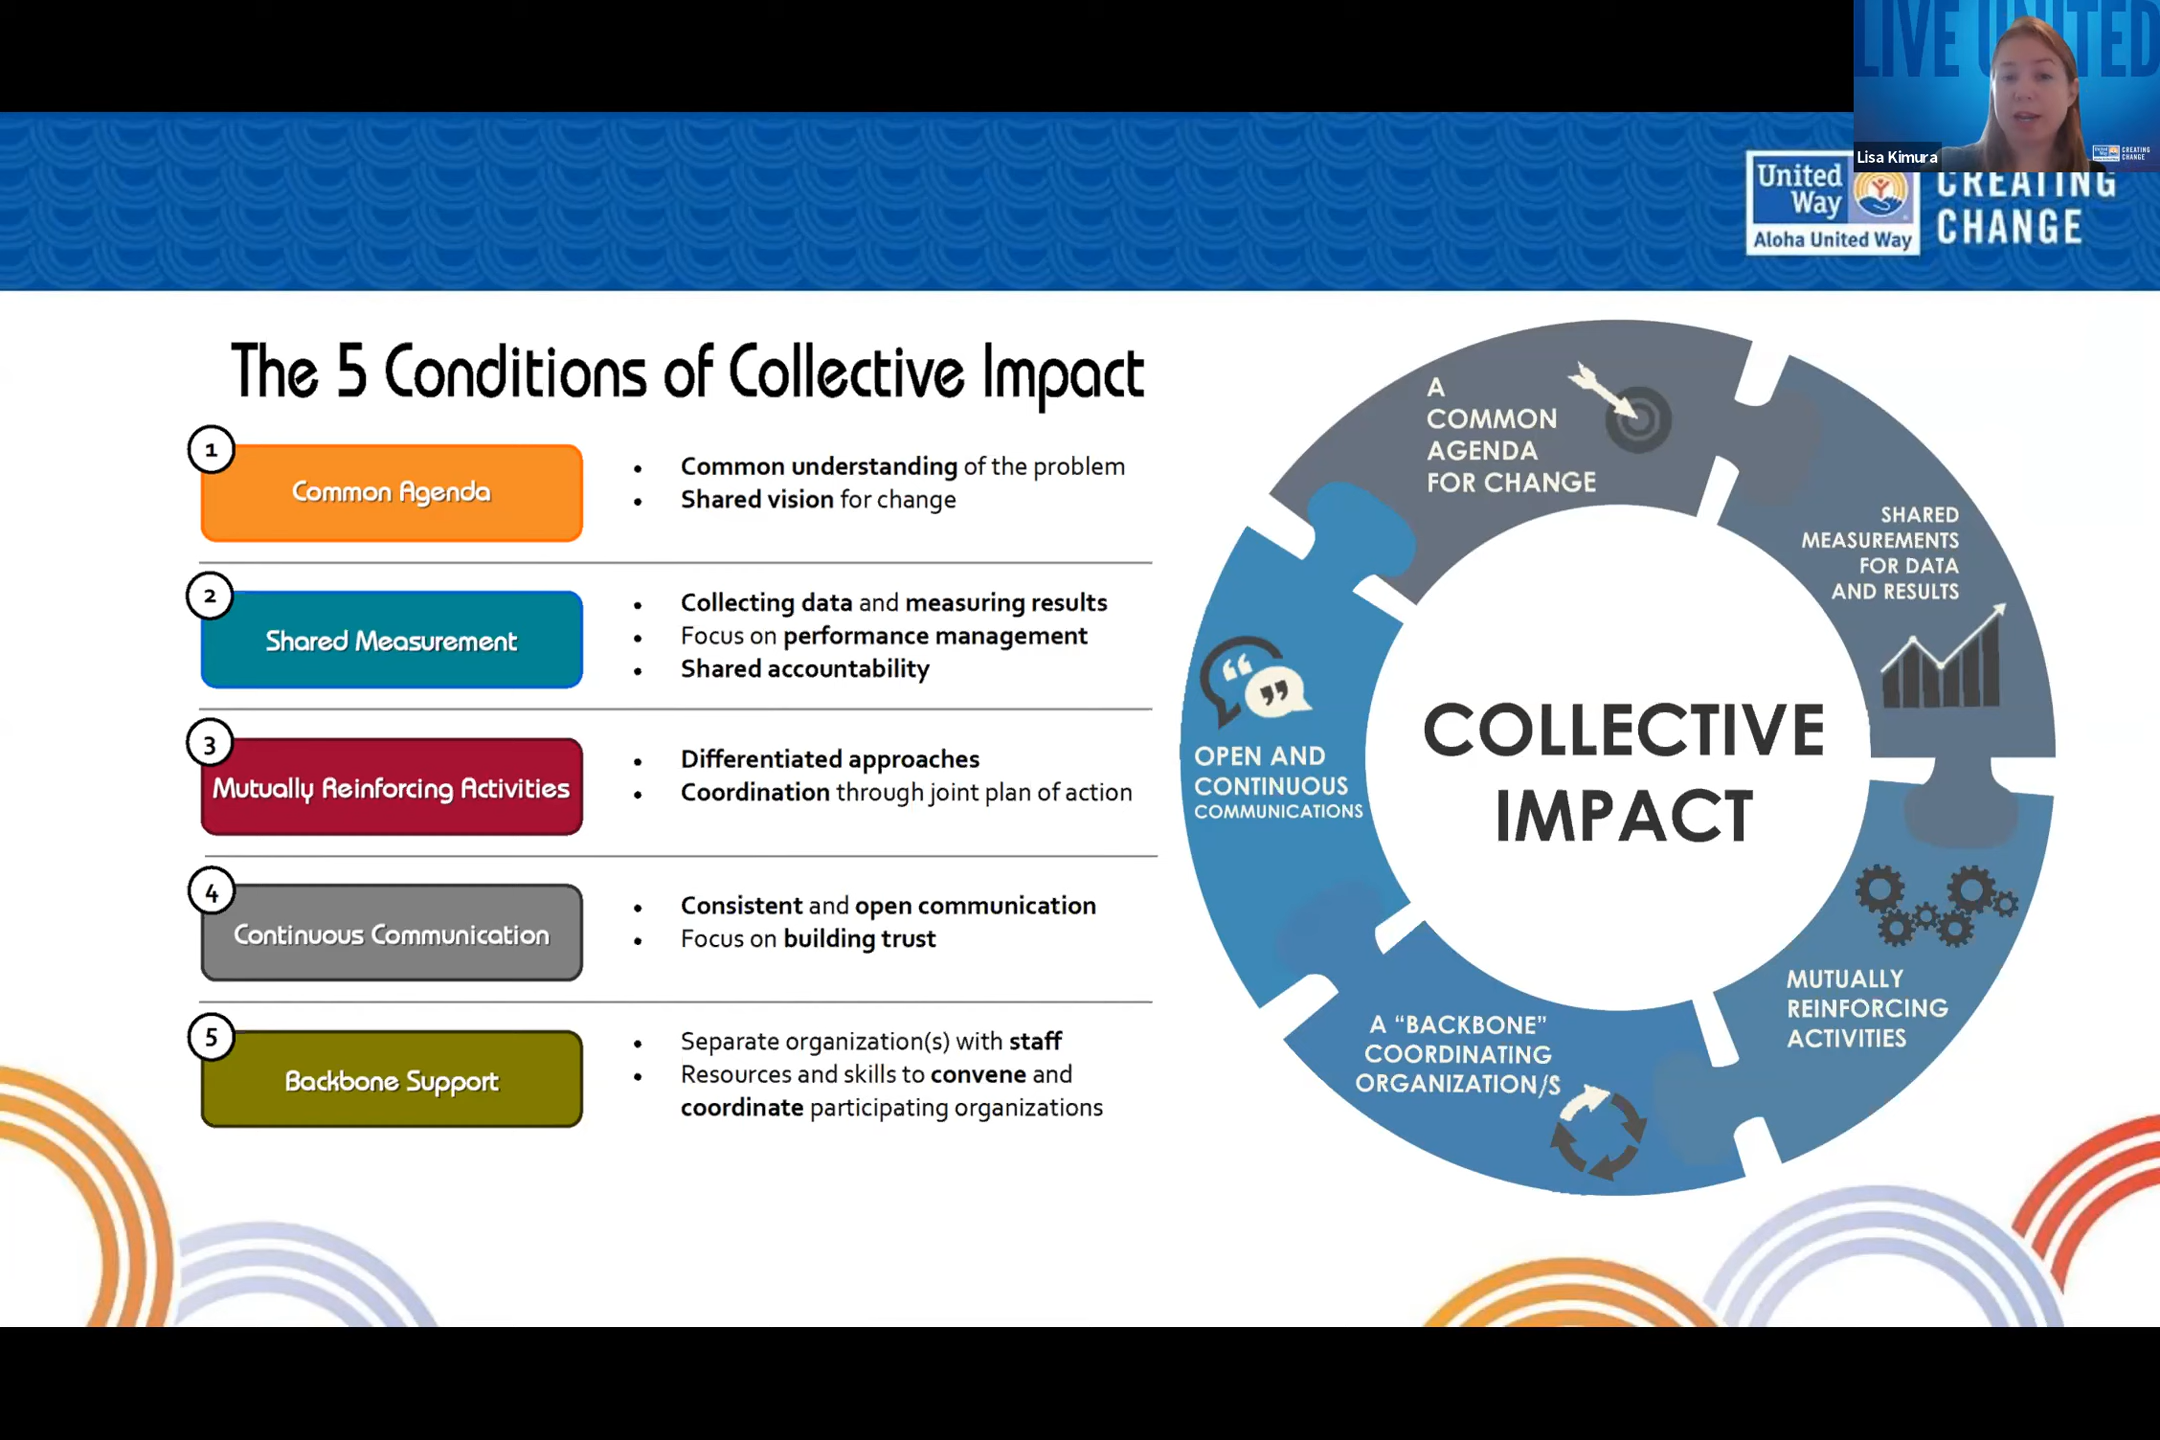 LIVE UNITED
Lisa Kimura
CREATING
CHANGE
United
Way
Aloha United Way
CREATING
CHANGE
The 5 Conditions of Collective Impact
1
Common Agenda
• Common understanding of the problem
• Shared vision for change
2
Shared Measurement
• Collecting data and measuring results
• Focus on performance management
• Shared accountability
3
Mutually Reinforcing Activities
• Differentiated approaches
• Coordination through joint plan of action
4
Continuous Communication
• Consistent and open communication
• Focus on building trust
5
Backbone Support
• Separate organization(s) with staff
• Resources and skills to convene and
coordinate participating organizations
A
COMMON
AGENDA
FOR CHANGE
SHARED
MEASUREMENTS
FOR DATA
AND RESULTS
MUTUALLY
REINFORCING
ACTIVITIES
A “BACKBONE”
COORDINATING
ORGANIZATION/S
OPEN AND
CONTINUOUS
COMMUNICATIONS
COLLECTIVE
IMPACT